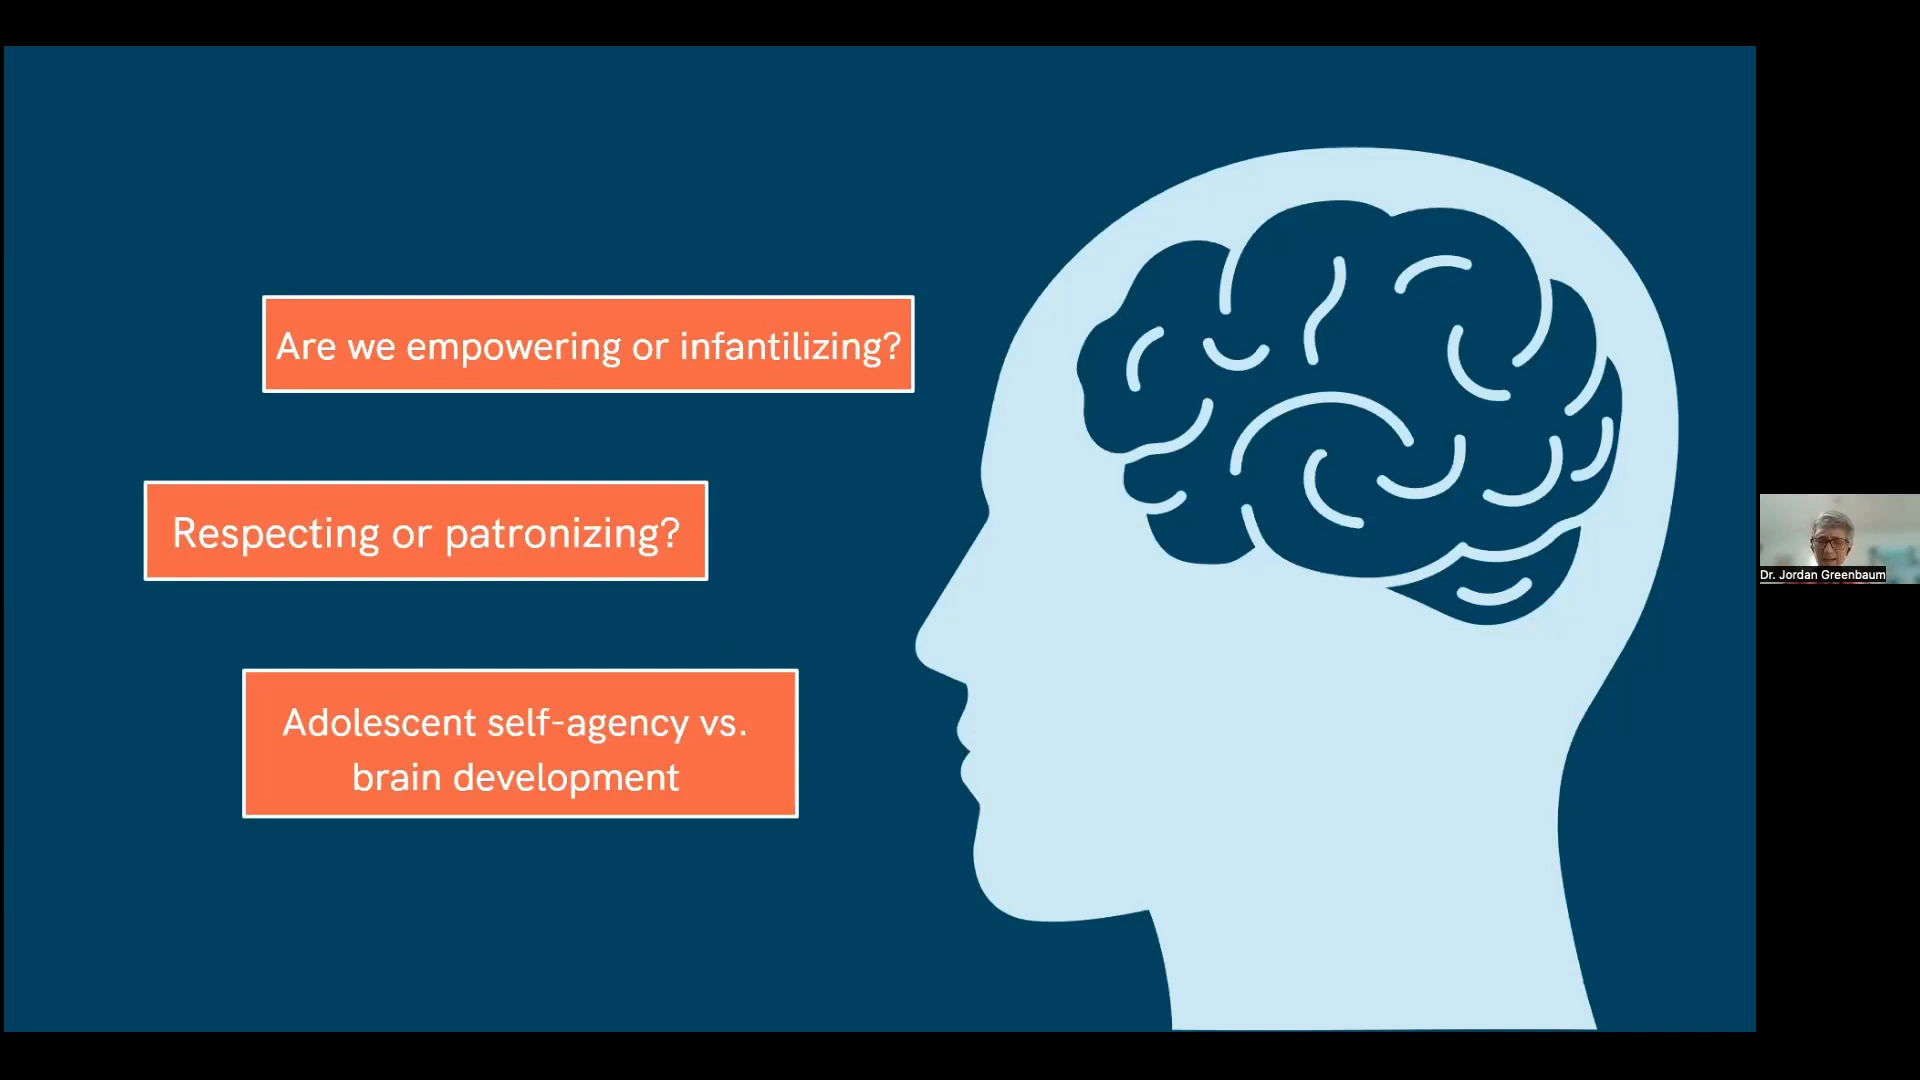 Are we empowering or infantilizing?
Respecting or patronizing?
Adolescent self-agency vs.
brain development
Dr. Jordan Greenbaum